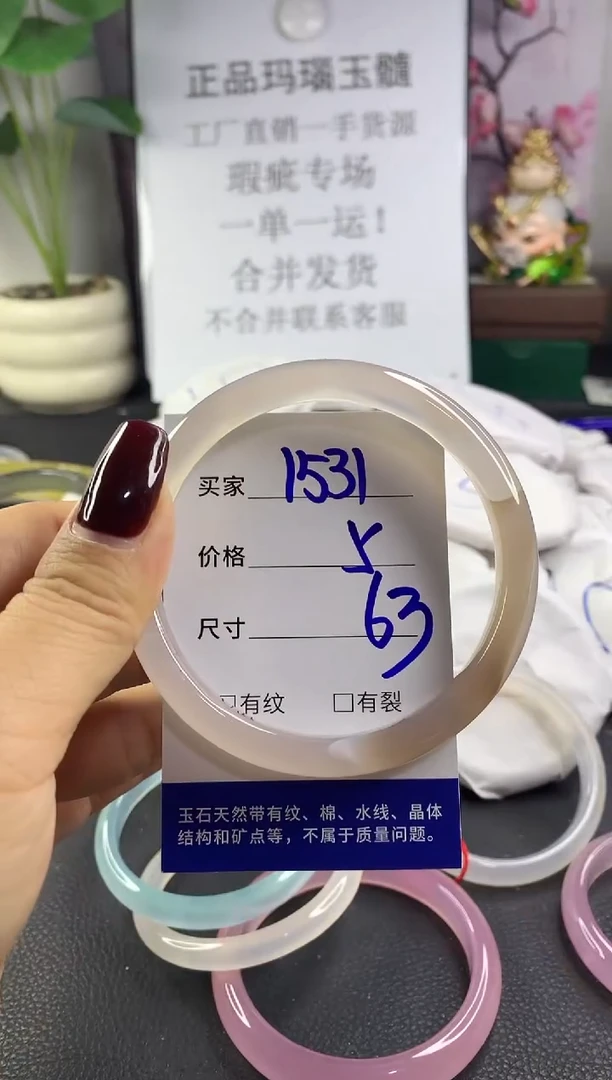 正品玛瑙玉髓
工厂直销一手货源
瑕疵专场
一单一运！
合并发货
不合并联系客服
买家 1531
价格
尺寸 63
□有纹 □有裂
玉石天然带有纹、棉、水线、晶体
结构和矿点等，不属于质量问题。